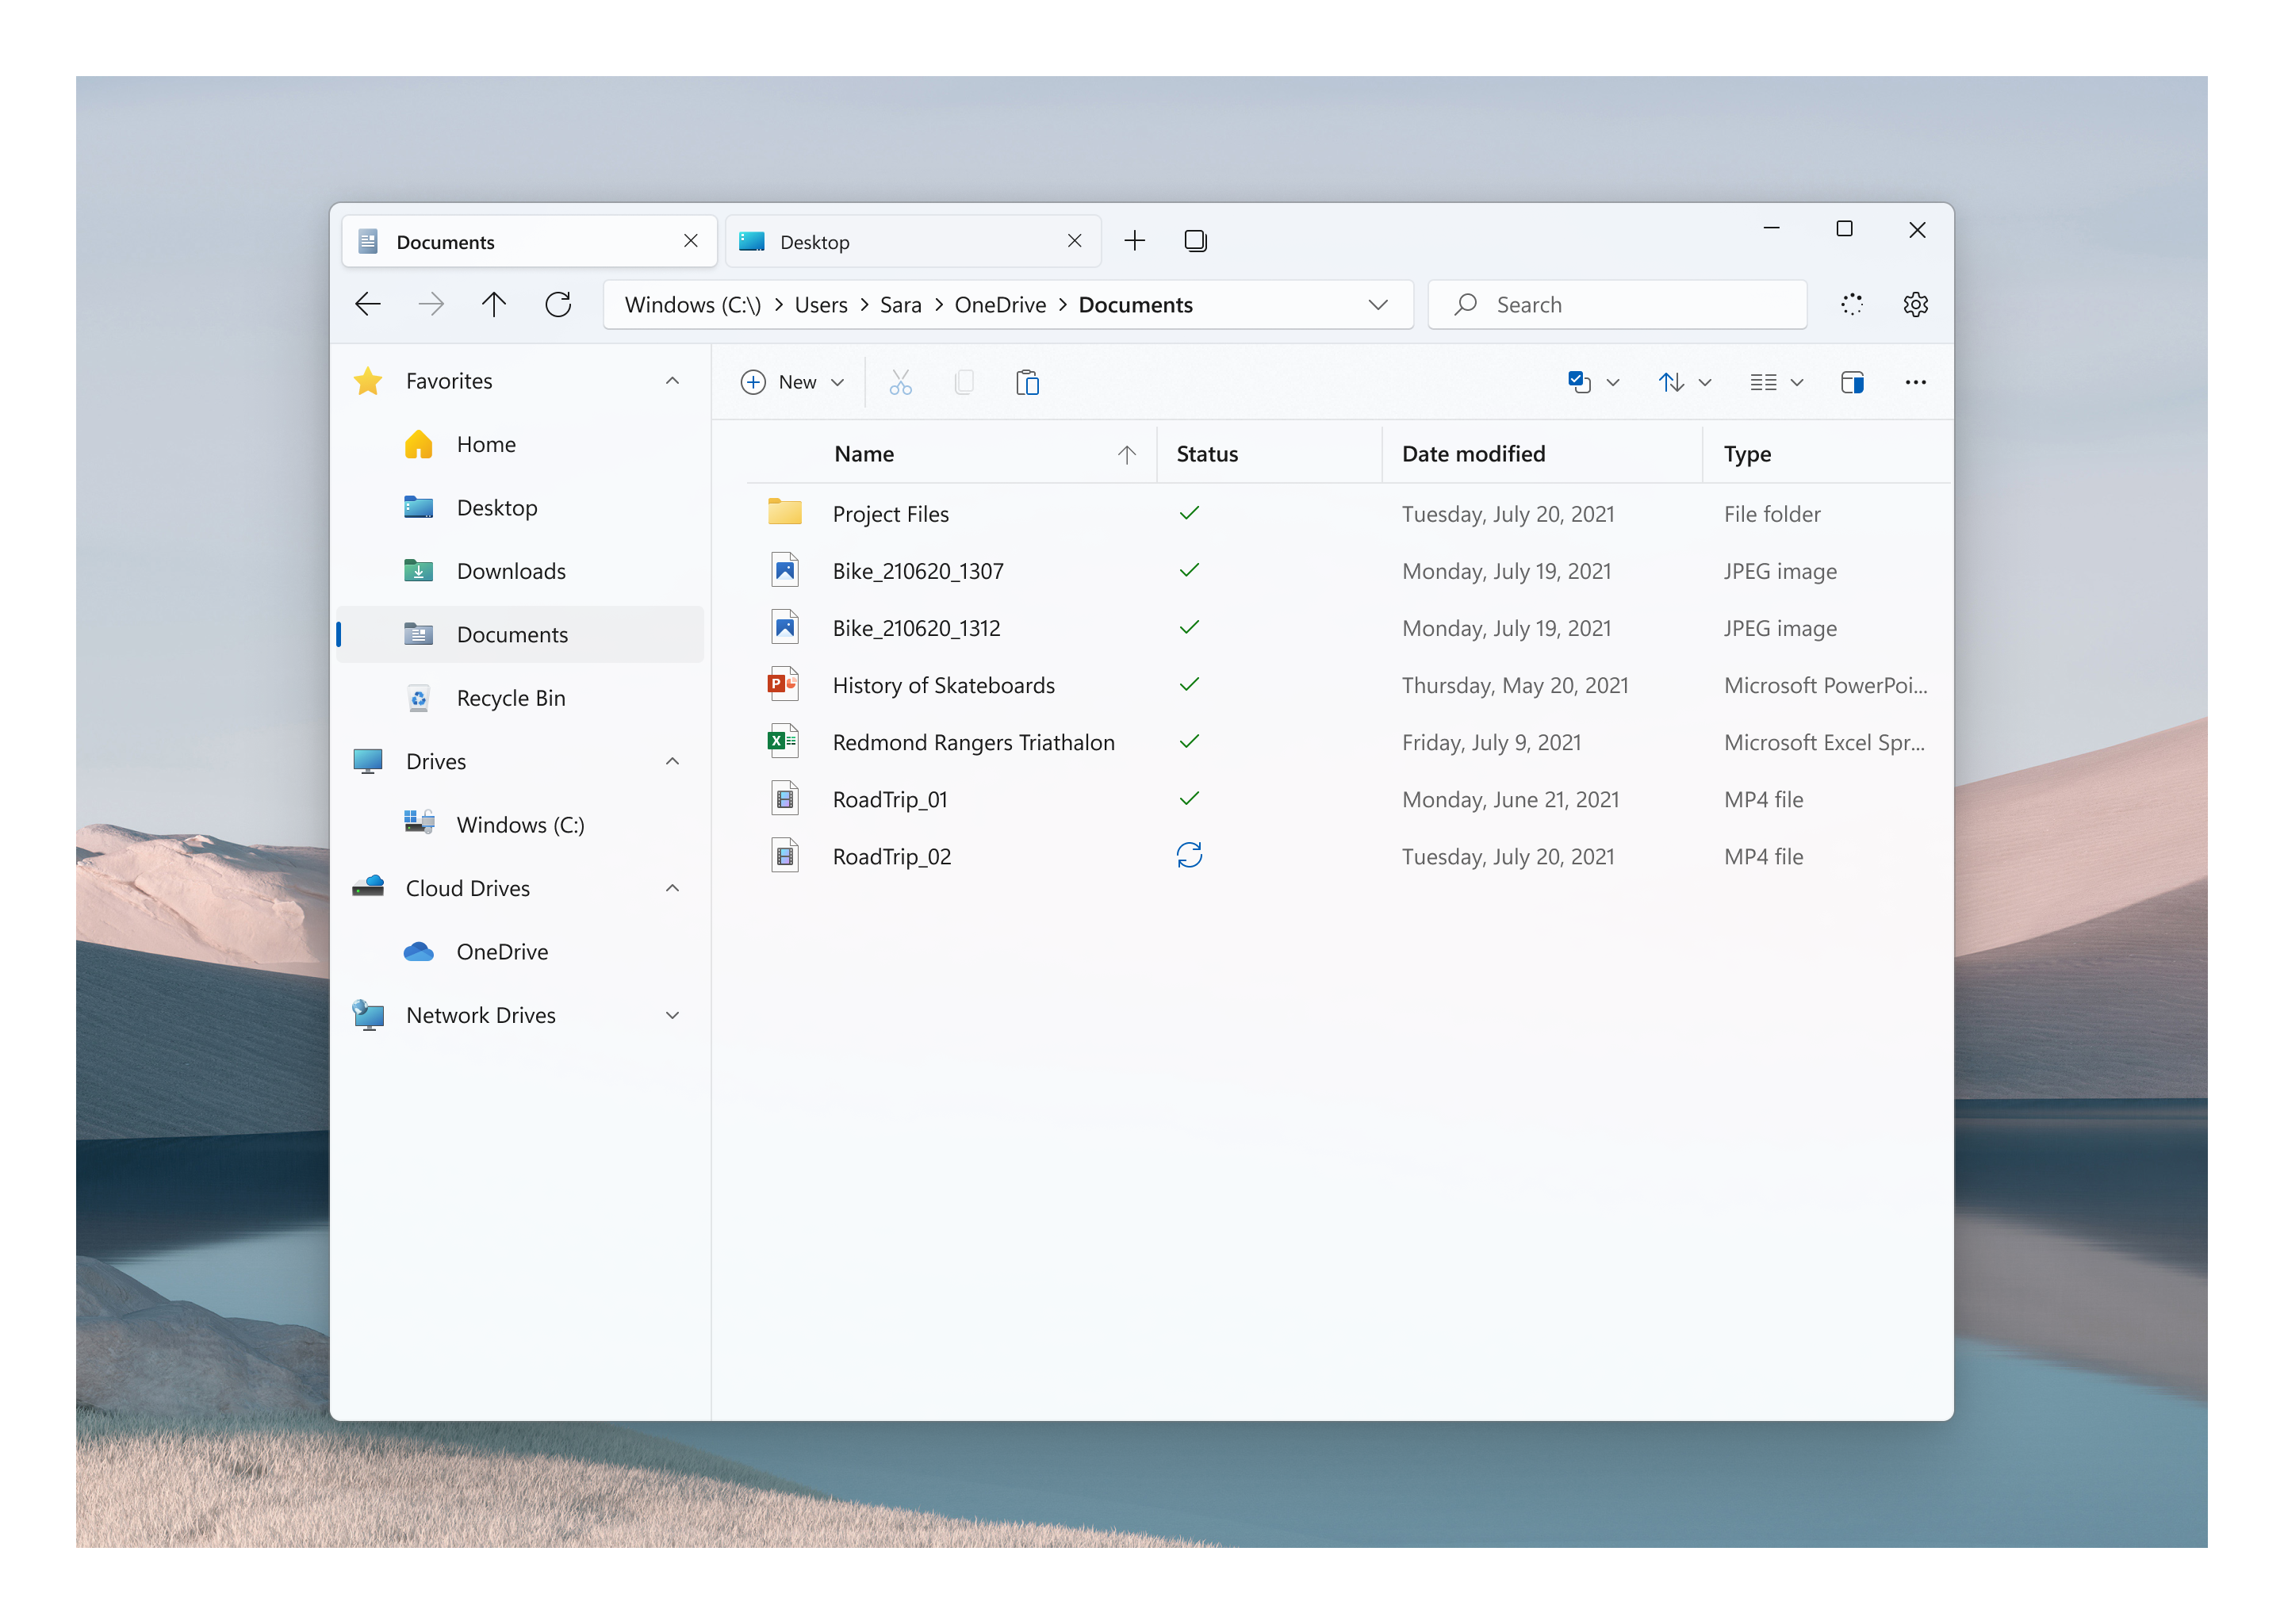 Documents
Desktop
Windows (C:\) > Users > Sara > OneDrive > Documents
Search
Favorites
Home
Desktop
Downloads
Documents
Recycle Bin
Drives
Windows (C:)
Cloud Drives
OneDrive
Network Drives
New
Name Status Date modified Type
Project Files Tuesday, July 20, 2021 File folder
Bike_210620_1307 Monday, July 19, 2021 JPEG image
Bike_210620_1312 Monday, July 19, 2021 JPEG image
History of Skateboards Thursday, May 20, 2021 Microsoft PowerPoi...
Redmond Rangers Triathalon Friday, July 9, 2021 Microsoft Excel Spr...
RoadTrip_01 Monday, June 21, 2021 MP4 file
RoadTrip_02 Tuesday, July 20, 2021 MP4 file